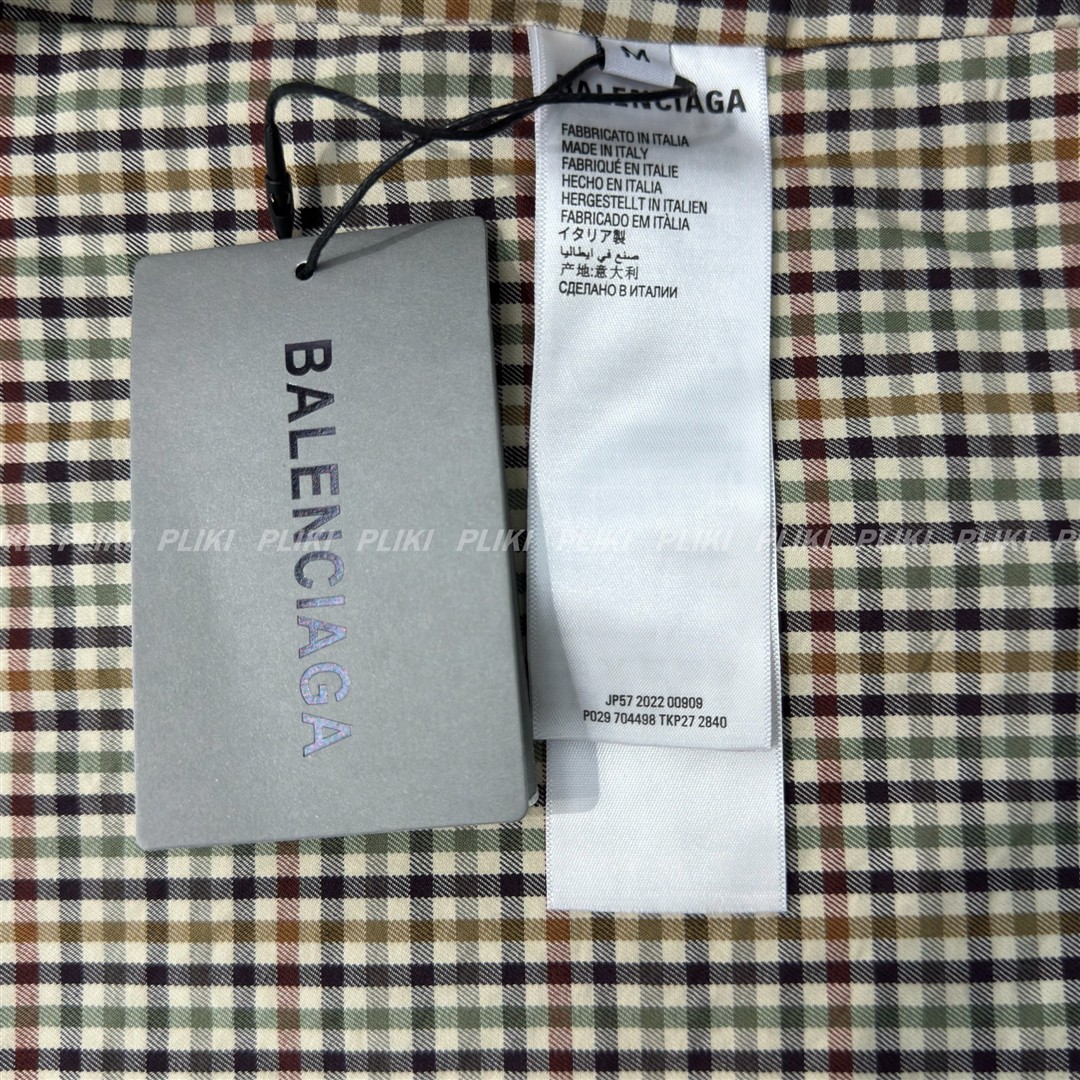 M
BALENCIAGA
FABBRICATO IN ITALIA
MADE IN ITALY
FABRIQUÉ EN ITALIE
HECHO EN ITALIA
HERGESTELLT IN ITALIEN
FABRICADO EM ITÀLIA
イタリア製
صنع في ايطاليا
产地:意大利
СДЕЛАНО В ИТАЛИИ
BALENCIAGA
PLIKI PLIKI PLIKI PLIKI PLIKI PLIKI PLIKI PLIKI PLIKI PLIKI
JP57 2022 00909
P029 704498 TKP27 2840